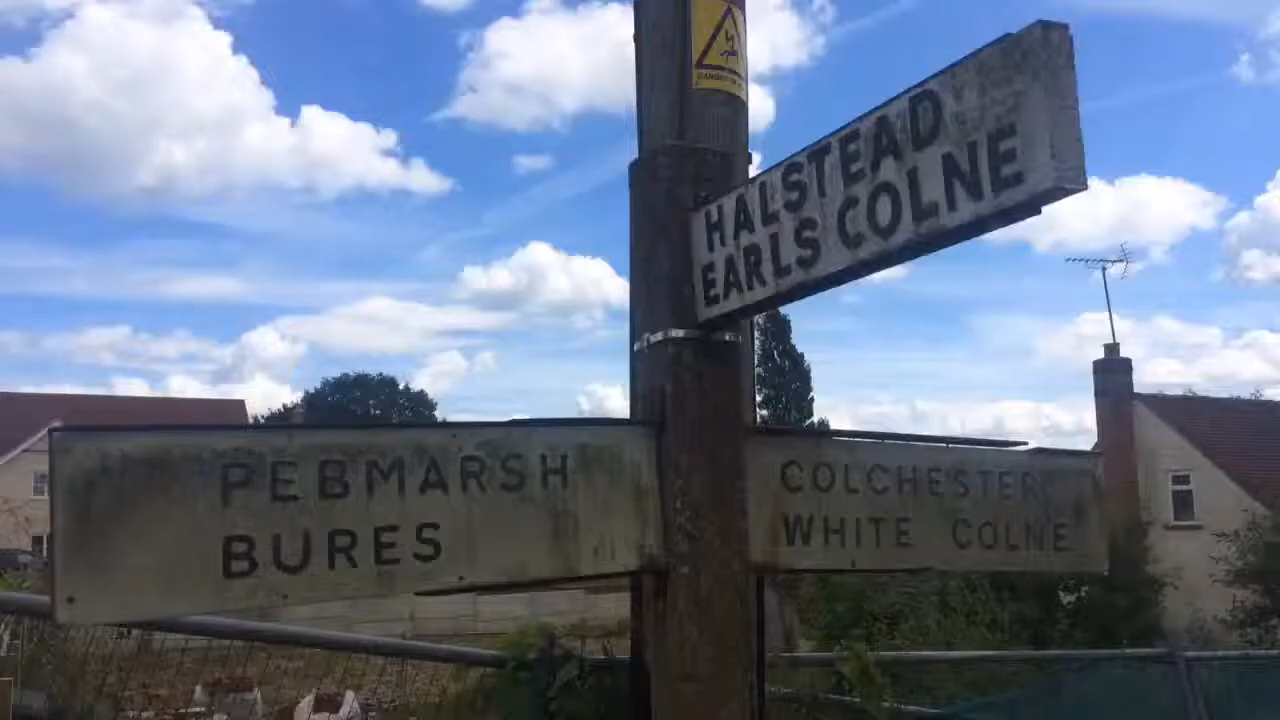 HALSTEAD
EARLS COLNE
PEBMARSH
BURES
COLCHESTER
WHITE COLNE